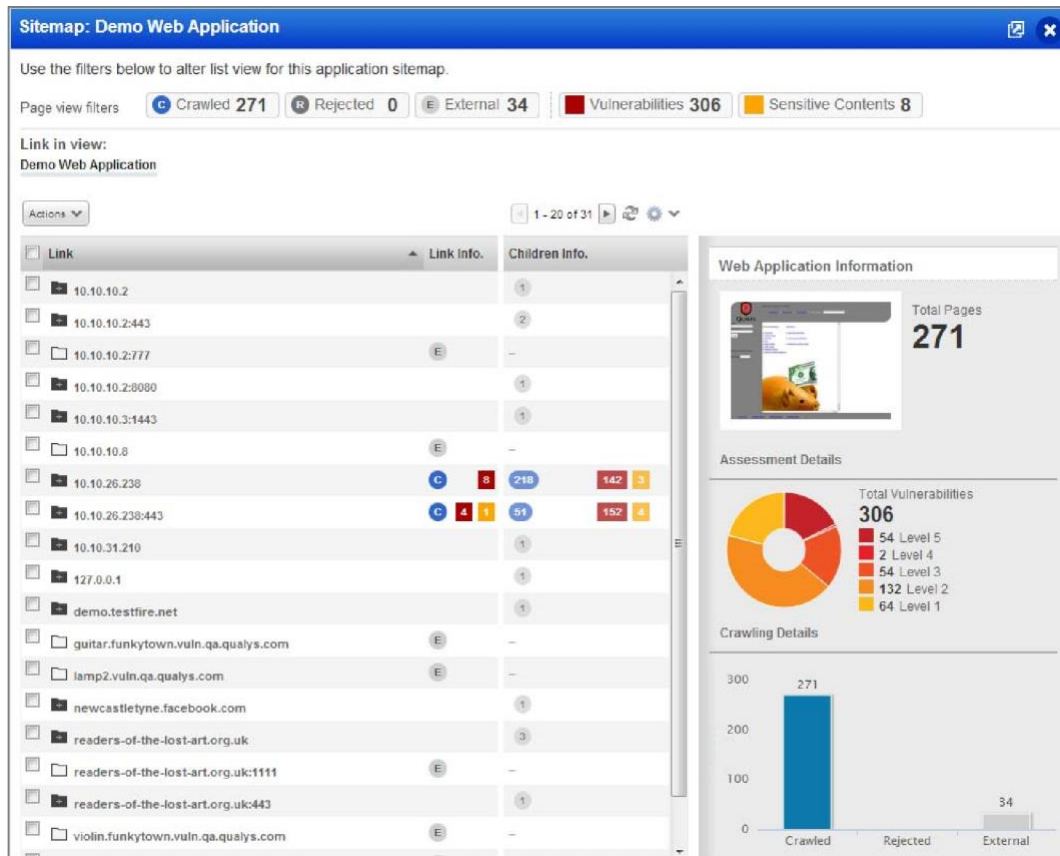 Sitemap: Demo Web Application
Use the filters below to alter list view for this application sitemap.
Page view filters C Crawled 271 R Rejected 0 E External 34 Vulnerabilities 306 Sensitive Contents 8
Link in view:
Demo Web Application
Actions 1 - 20 of 31
Link Link Info. Children Info.
10.10.10.2 1
10.10.10.2:443 2
10.10.10.2:777 E –
10.10.10.2:8080 1
10.10.10.3:1443 1
10.10.10.8 E –
10.10.26.238 C 8 218 142 3
10.10.26.238:443 C 4 1 51 152 4
10.10.31.210 1
127.0.0.1 1
demo.testfire.net 1
guitar.funkytown.vuln.qa.qualys.com E –
lamp2.vuln.qa.qualys.com E –
newcastletyne.facebook.com 1
readers-of-the-lost-art.org.uk 3
readers-of-the-lost-art.org.uk:1111 E –
readers-of-the-lost-art.org.uk:443 1
violin.funkytown.vuln.qa.qualys.com E –
Web Application Information
Total Pages
271
Assessment Details
Total Vulnerabilities
306
54 Level 5
2 Level 4
54 Level 3
132 Level 2
64 Level 1
Crawling Details
300
200
100
0
271
34
Crawled Rejected External